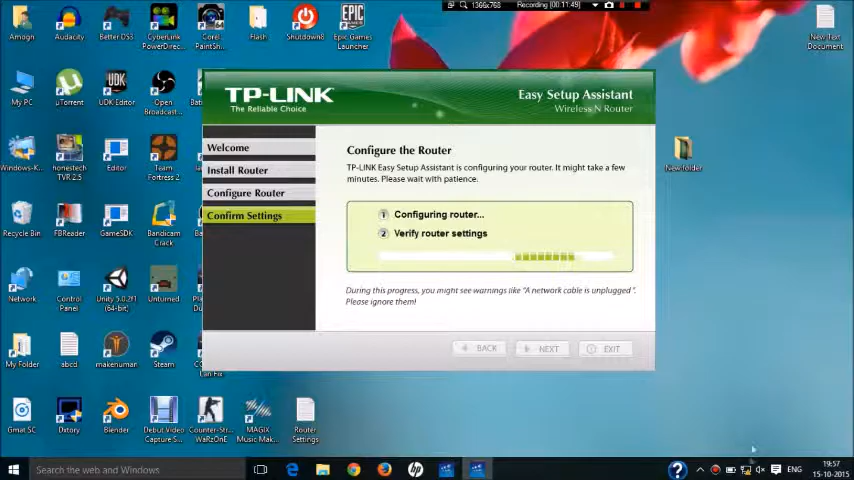 1366x768
Recording [00:11:49]
Amogh
Audacity
Better DS3
CyberLink
PowerDirec...
Corel
PaintSh...
Flash
Shutdown8
Epic Games
Launcher
New Text
Document
My PC
uTorrent
UDK Editor
Open
Broadcast...
Windows-K...
honestech
TVR 2.5
Editor
Team
Fortress 2
New folder
Recycle Bin
FBReader
GameSDK
Bandicam
Crack
Network
Control
Panel
Unity 5.0.2f1
(64-bit)
Unturned
My Folder
abcd
makehuman
Steam
Can Fix
Gmat SC
Dxtory
Blender
Debut Video
Capture S...
Counter-Str...
WaRzOnE
MAGIX
Music Mak...
Router
Settings
TP-LINK
The Reliable Choice
Easy Setup Assistant
Wireless N Router
Welcome
Install Router
Configure Router
Confirm Settings
Configure the Router
TP-LINK Easy Setup Assistant is configuring your router. It might take a few
minutes. Please wait with patience.
1 Configuring router...
2 Verify router settings
During this progress, you might see warnings like "A network cable is unplugged".
Please ignore them!
BACK
NEXT
EXIT
Search the web and Windows
hp
?
ENG
19:57
15-10-2015